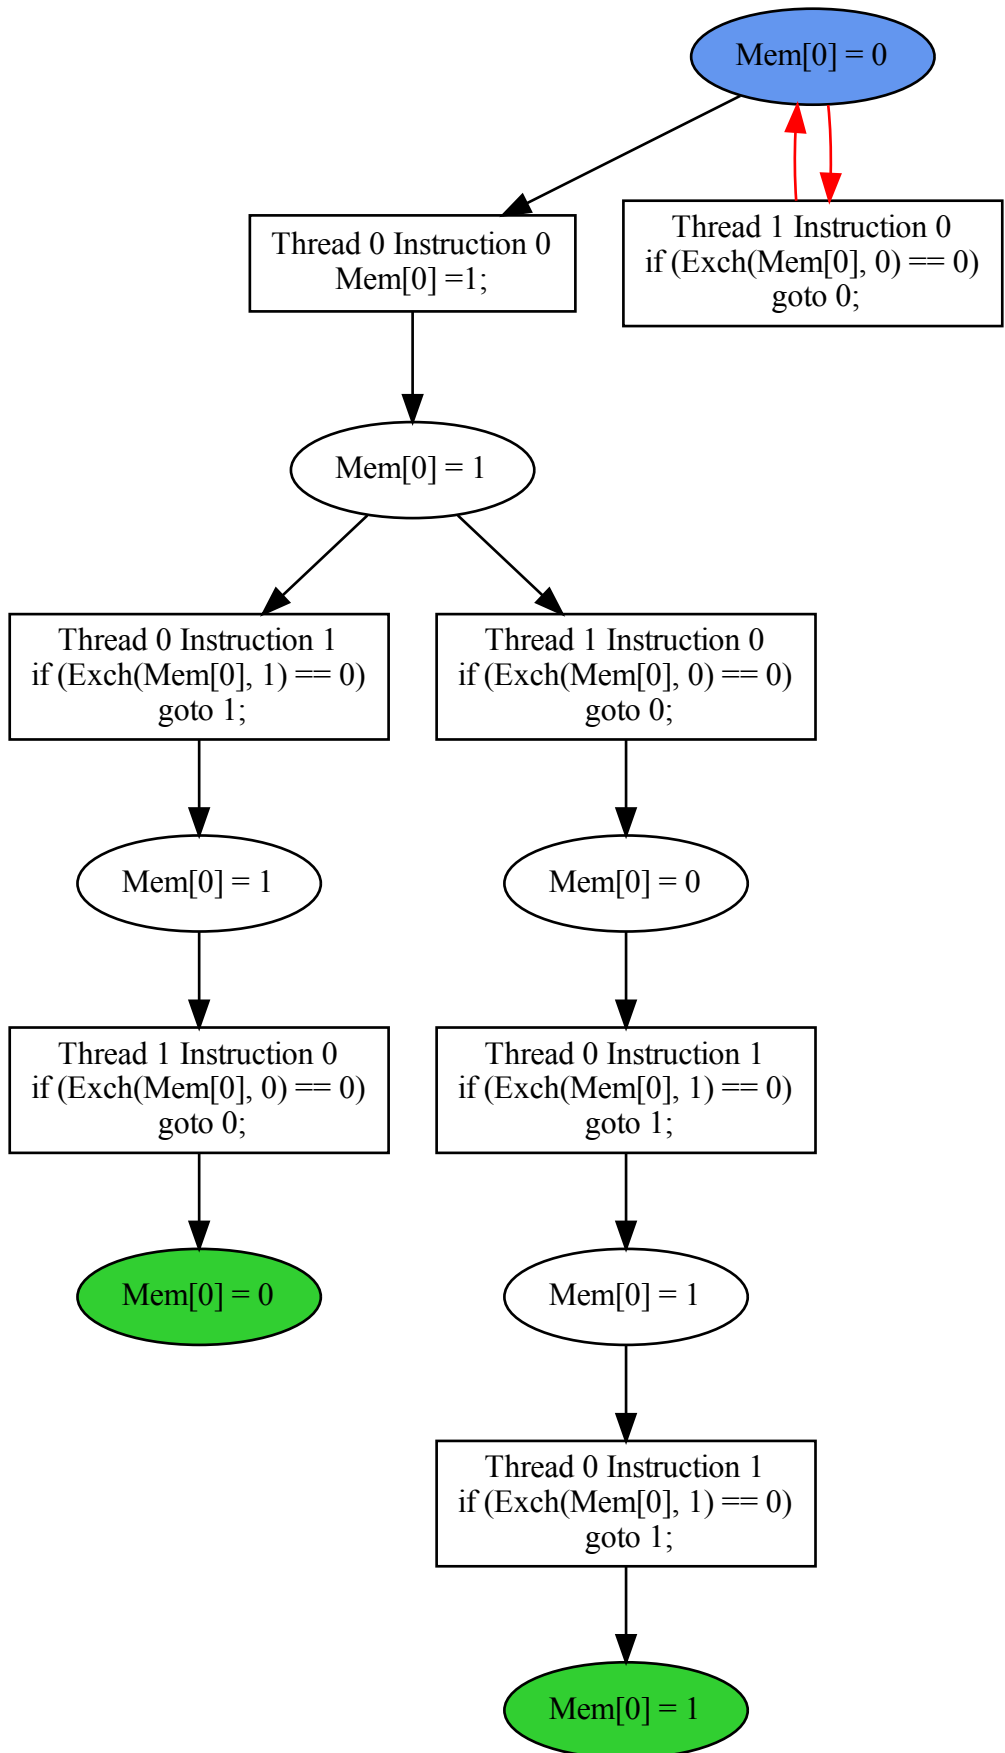 Mem[0] = 0
Thread 0 Instruction 0
Mem[0] =1;
Thread 1 Instruction 0
if (Exch(Mem[0], 0) == 0)
goto 0;
Mem[0] = 1
Thread 0 Instruction 1
if (Exch(Mem[0], 1) == 0)
goto 1;
Thread 1 Instruction 0
if (Exch(Mem[0], 0) == 0)
goto 0;
Mem[0] = 1
Mem[0] = 0
Thread 1 Instruction 0
if (Exch(Mem[0], 0) == 0)
goto 0;
Thread 0 Instruction 1
if (Exch(Mem[0], 1) == 0)
goto 1;
Mem[0] = 0
Mem[0] = 1
Thread 0 Instruction 1
if (Exch(Mem[0], 1) == 0)
goto 1;
Mem[0] = 1